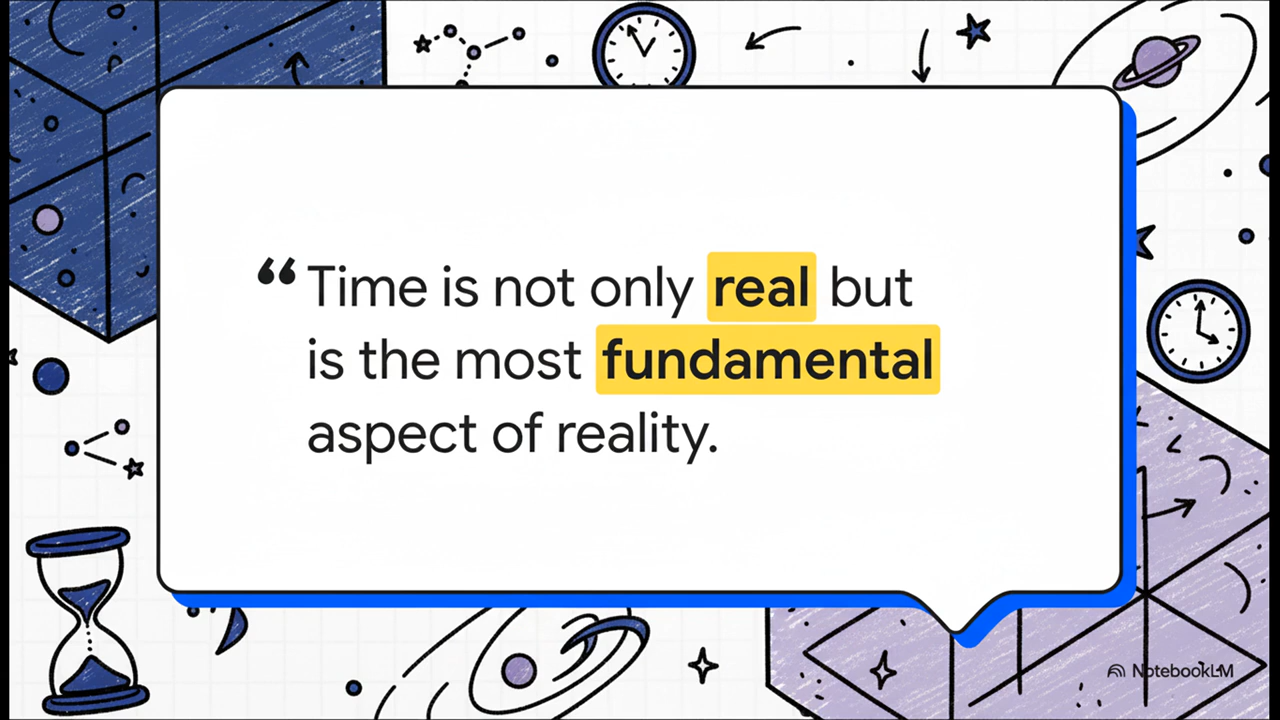 “Time is not only real but
is the most fundamental
aspect of reality.
NotebookLM